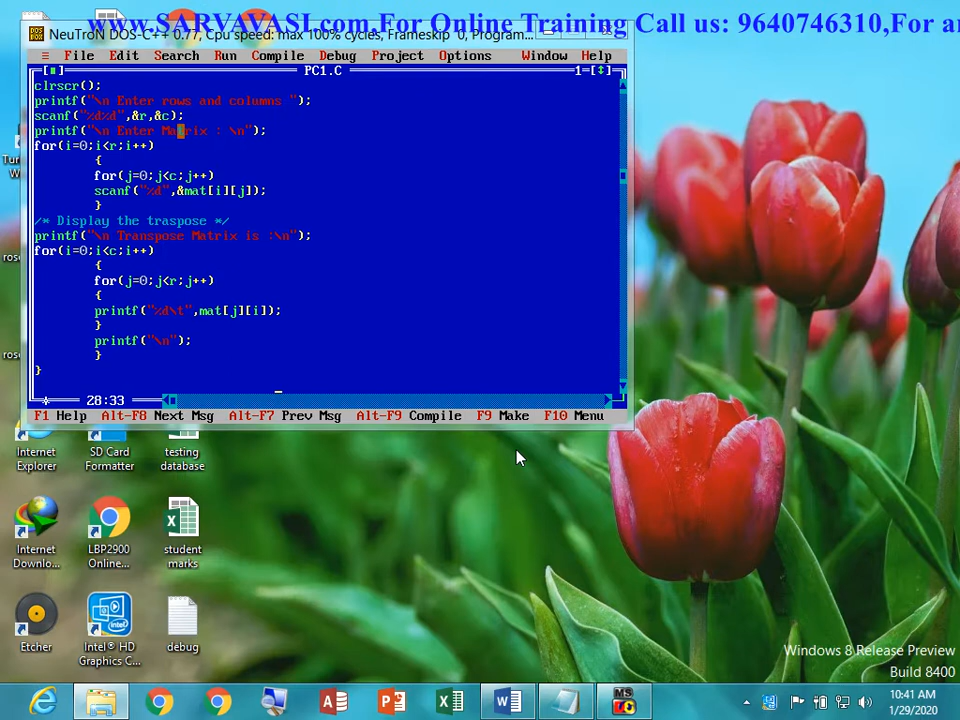 www.SARVAVASI.com,For Online Training Call us: 9640746310,For
NeuTroN DOS-C++ 0.77, Cpu speed: max 100% cycles, Frameskip 0, Program...
≡ File Edit Search Run Compile Debug Project Options Window Help
[■] PC1.C 1=[↕]
clrscr();
printf("\n Enter rows and columns ");
scanf("%d%d",&r,&c);
printf("\n Enter Matrix : \n");
for(i=0;i<r;i++)
{
for(j=0;j<c;j++)
scanf("%d",&mat[i][j]);
}
/* Display the traspose */
printf("\n Transpose Matrix is :\n");
for(i=0;i<c;i++)
{
for(j=0;j<r;j++)
{
printf("%d\t",mat[j][i]);
}
printf("\n");
}
}
* 28:33
F1 Help Alt-F8 Next Msg Alt-F7 Prev Msg Alt-F9 Compile F9 Make F10 Menu
Internet Explorer
SD Card Formatter
testing database
Internet Downlo...
LBP2900 Online...
student marks
Etcher
Intel® HD Graphics C...
debug
Windows 8 Release Preview
Build 8400
10:41 AM
1/29/2020